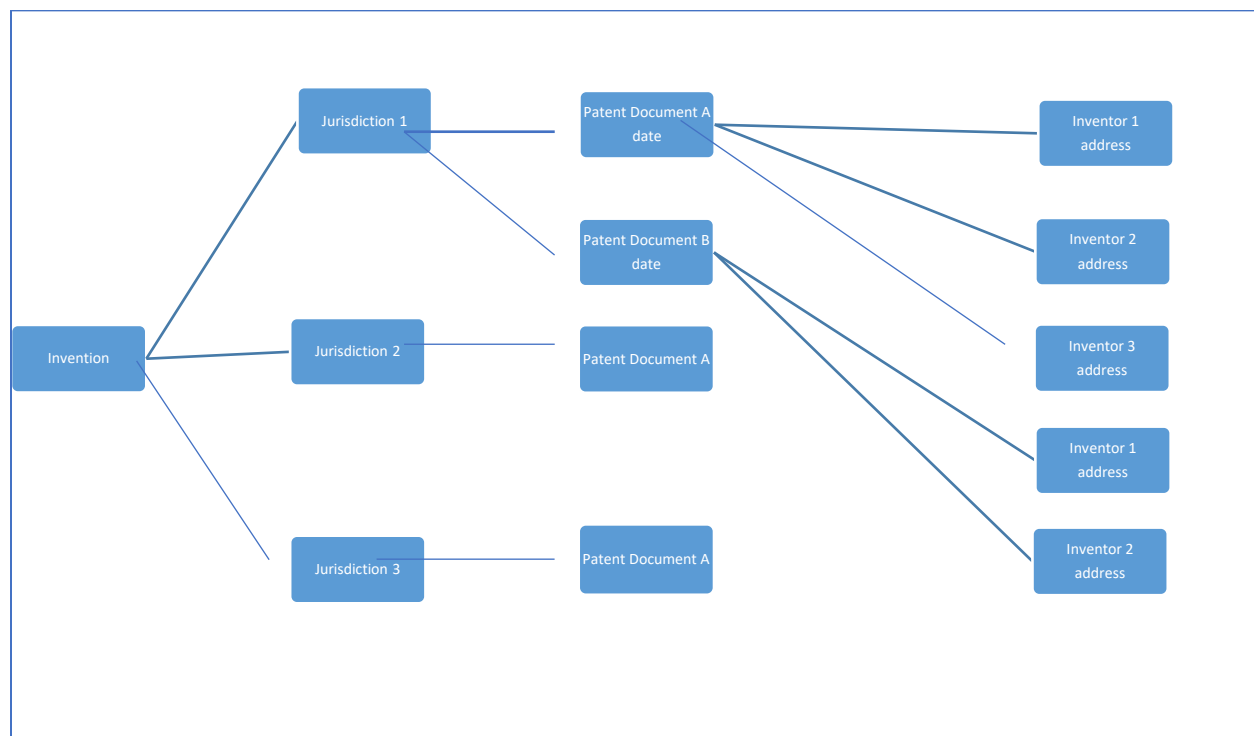 Invention
Jurisdiction 1
Jurisdiction 2
Jurisdiction 3
Patent Document A
date
Patent Document B
date
Patent Document A
Patent Document A
Inventor 1
address
Inventor 2
address
Inventor 3
address
Inventor 1
address
Inventor 2
address